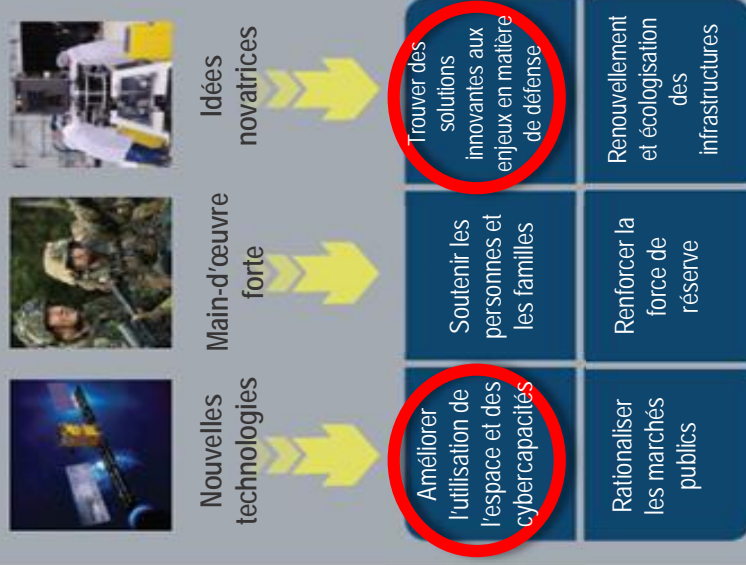 Nouvelles
technologies
Main-d'œuvre
forte
Idées
novatrices
Améliorer
l'utilisation de
l'espace et des
cybercapacités
Soutenir les
personnes et
les familles
Trouver des
solutions
innovantes aux
enjeux en matière
de défense
Rationaliser
les marchés
publics
Renforcer la
force de
réserve
Renouvellement
et écologisation
des
infrastructures